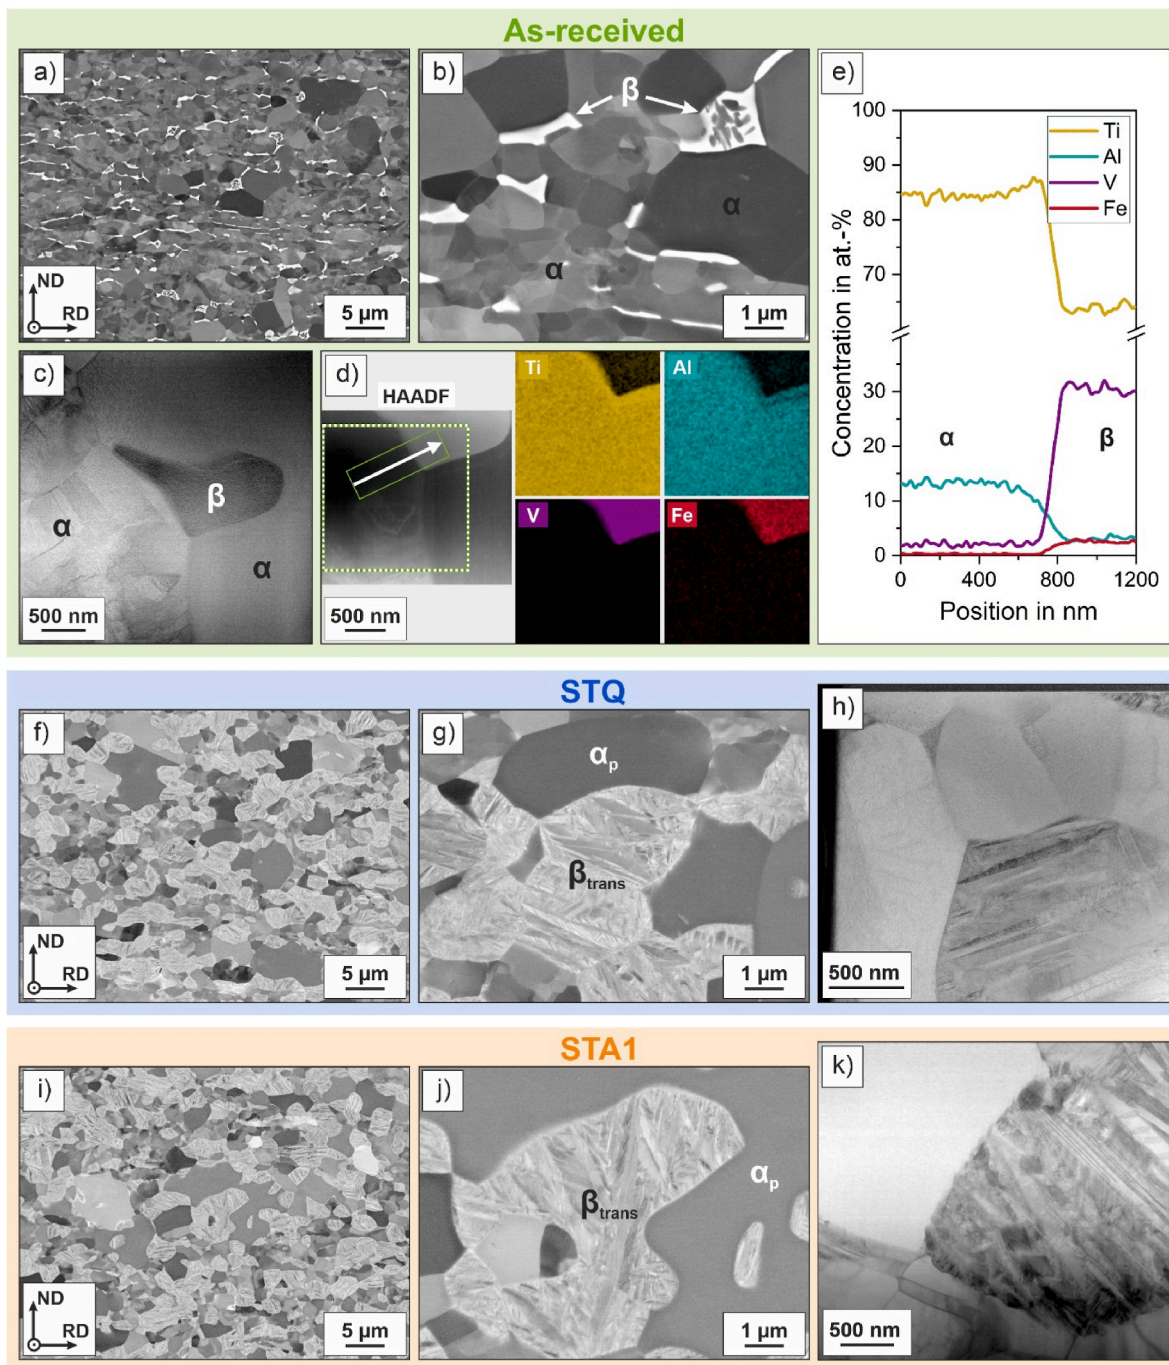 As-received
a)
ND
RD
5 µm
b)
β
α
α
1 µm
c)
α
β
α
500 nm
d)
HAADF
500 nm
Ti
Al
V
Fe
e)
Concentration in at.-%
100
90
80
70
30
20
10
0
Ti
Al
V
Fe
α
β
0 400 800 1200
Position in nm
STQ
f)
ND
RD
5 µm
g)
αp
βtrans
1 µm
h)
500 nm
STA1
i)
ND
RD
5 µm
j)
βtrans
αp
1 µm
k)
500 nm